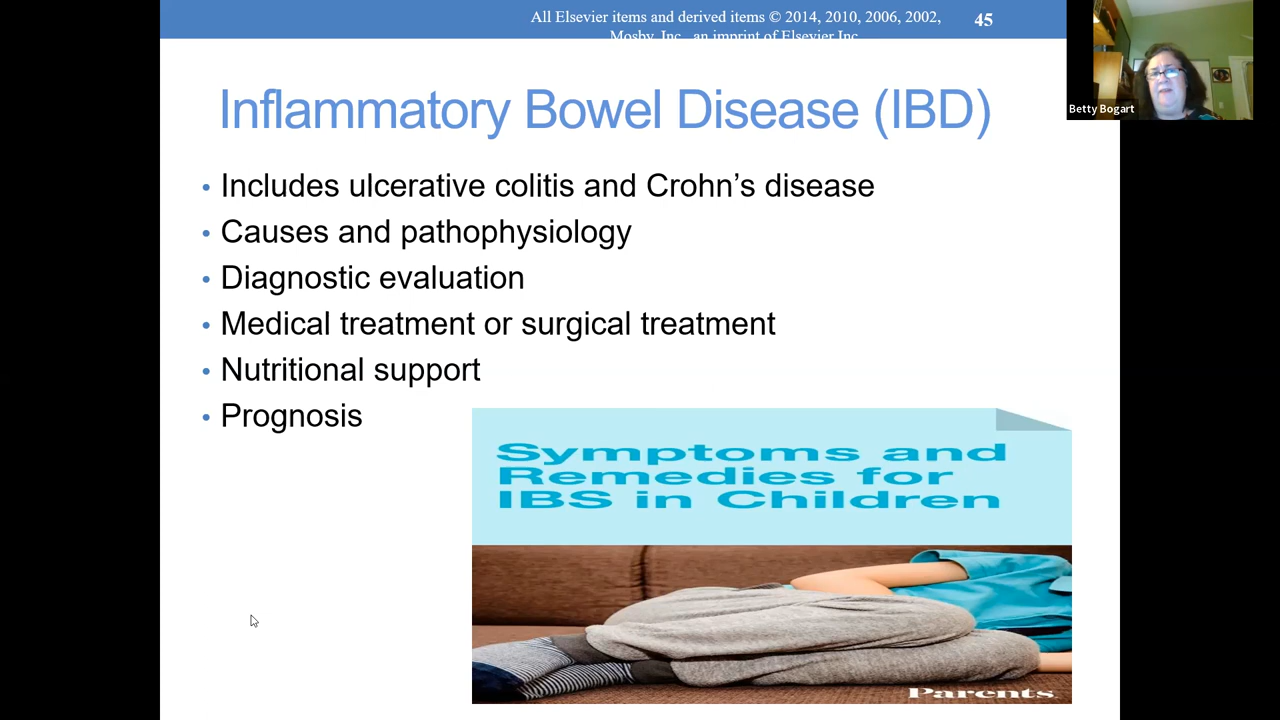 All Elsevier items and derived items © 2014, 2010, 2006, 2002,
Mosby, Inc., an imprint of Elsevier Inc.
45
Betty Bogart
Inflammatory Bowel Disease (IBD)
• Includes ulcerative colitis and Crohn’s disease
• Causes and pathophysiology
• Diagnostic evaluation
• Medical treatment or surgical treatment
• Nutritional support
• Prognosis
Symptoms and
Remedies for
IBS in Children
Parents